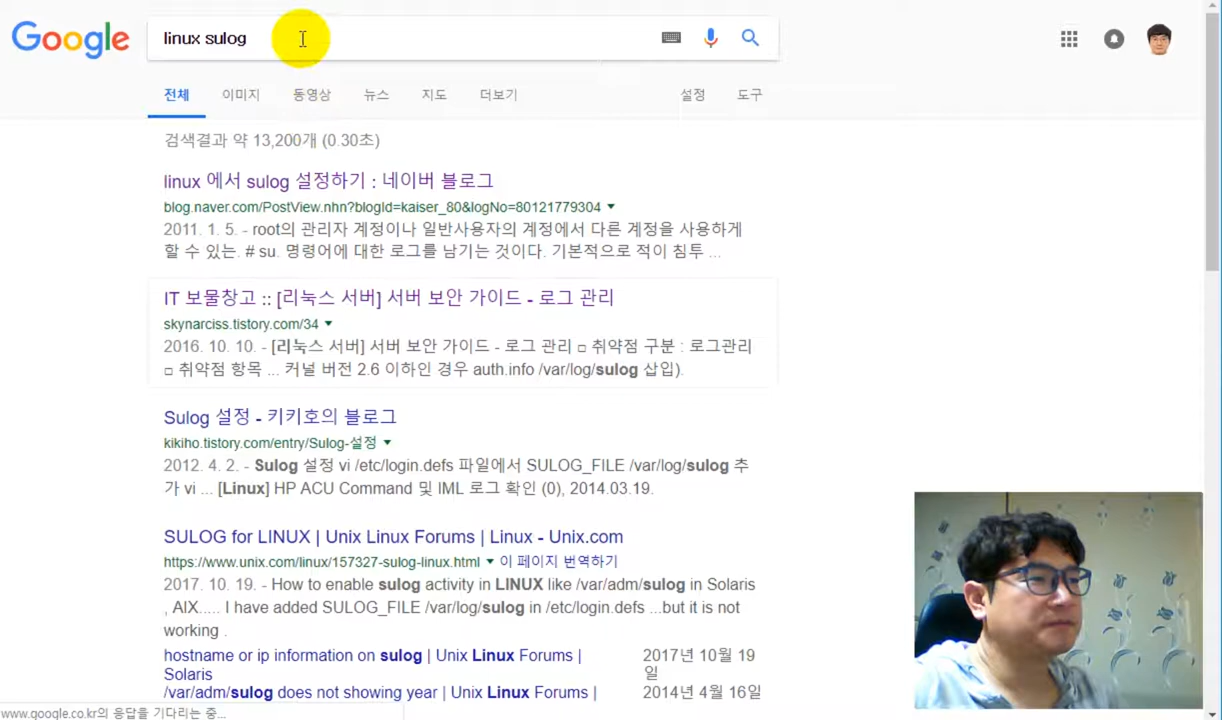 Google
linux sulog
전체 이미지 동영상 뉴스 지도 더보기 설정 도구
검색결과 약 13,200개 (0.30초)
linux 에서 sulog 설정하기 : 네이버 블로그
blog.naver.com/PostView.nhn?blogId=kaiser_80&logNo=80121779304
2011. 1. 5. - root의 관리자 계정이나 일반사용자의 계정에서 다른 계정을 사용하게
할 수 있는. # su. 명령어에 대한 로그를 남기는 것이다. 기본적으로 적이 침투 ...
IT 보물창고 :: [리눅스 서버] 서버 보안 가이드 - 로그 관리
skynarciss.tistory.com/34
2016. 10. 10. - [리눅스 서버] 서버 보안 가이드 - 로그 관리 □ 취약점 구분 : 로그관리
□ 취약점 항목 ... 커널 버전 2.6 이하인 경우 auth.info /var/log/sulog 삽입).
Sulog 설정 - 키키호의 블로그
kikiho.tistory.com/entry/Sulog-설정
2012. 4. 2. - Sulog 설정 vi /etc/login.defs 파일에서 SULOG_FILE /var/log/sulog 추
가 vi ... [Linux] HP ACU Command 및 IML 로그 확인 (0), 2014.03.19.
SULOG for LINUX | Unix Linux Forums | Linux - Unix.com
https://www.unix.com/linux/157327-sulog-linux.html 이 페이지 번역하기
2017. 10. 19. - How to enable sulog activity in LINUX like /var/adm/sulog in Solaris
, AIX..... I have added SULOG_FILE /var/log/sulog in /etc/login.defs ...but it is not
working .
hostname or ip information on sulog | Unix Linux Forums | 2017년 10월 19
Solaris 일
/var/adm/sulog does not showing year | Unix Linux Forums | 2014년 4월 16일
www.google.co.kr의 응답을 기다리는 중...